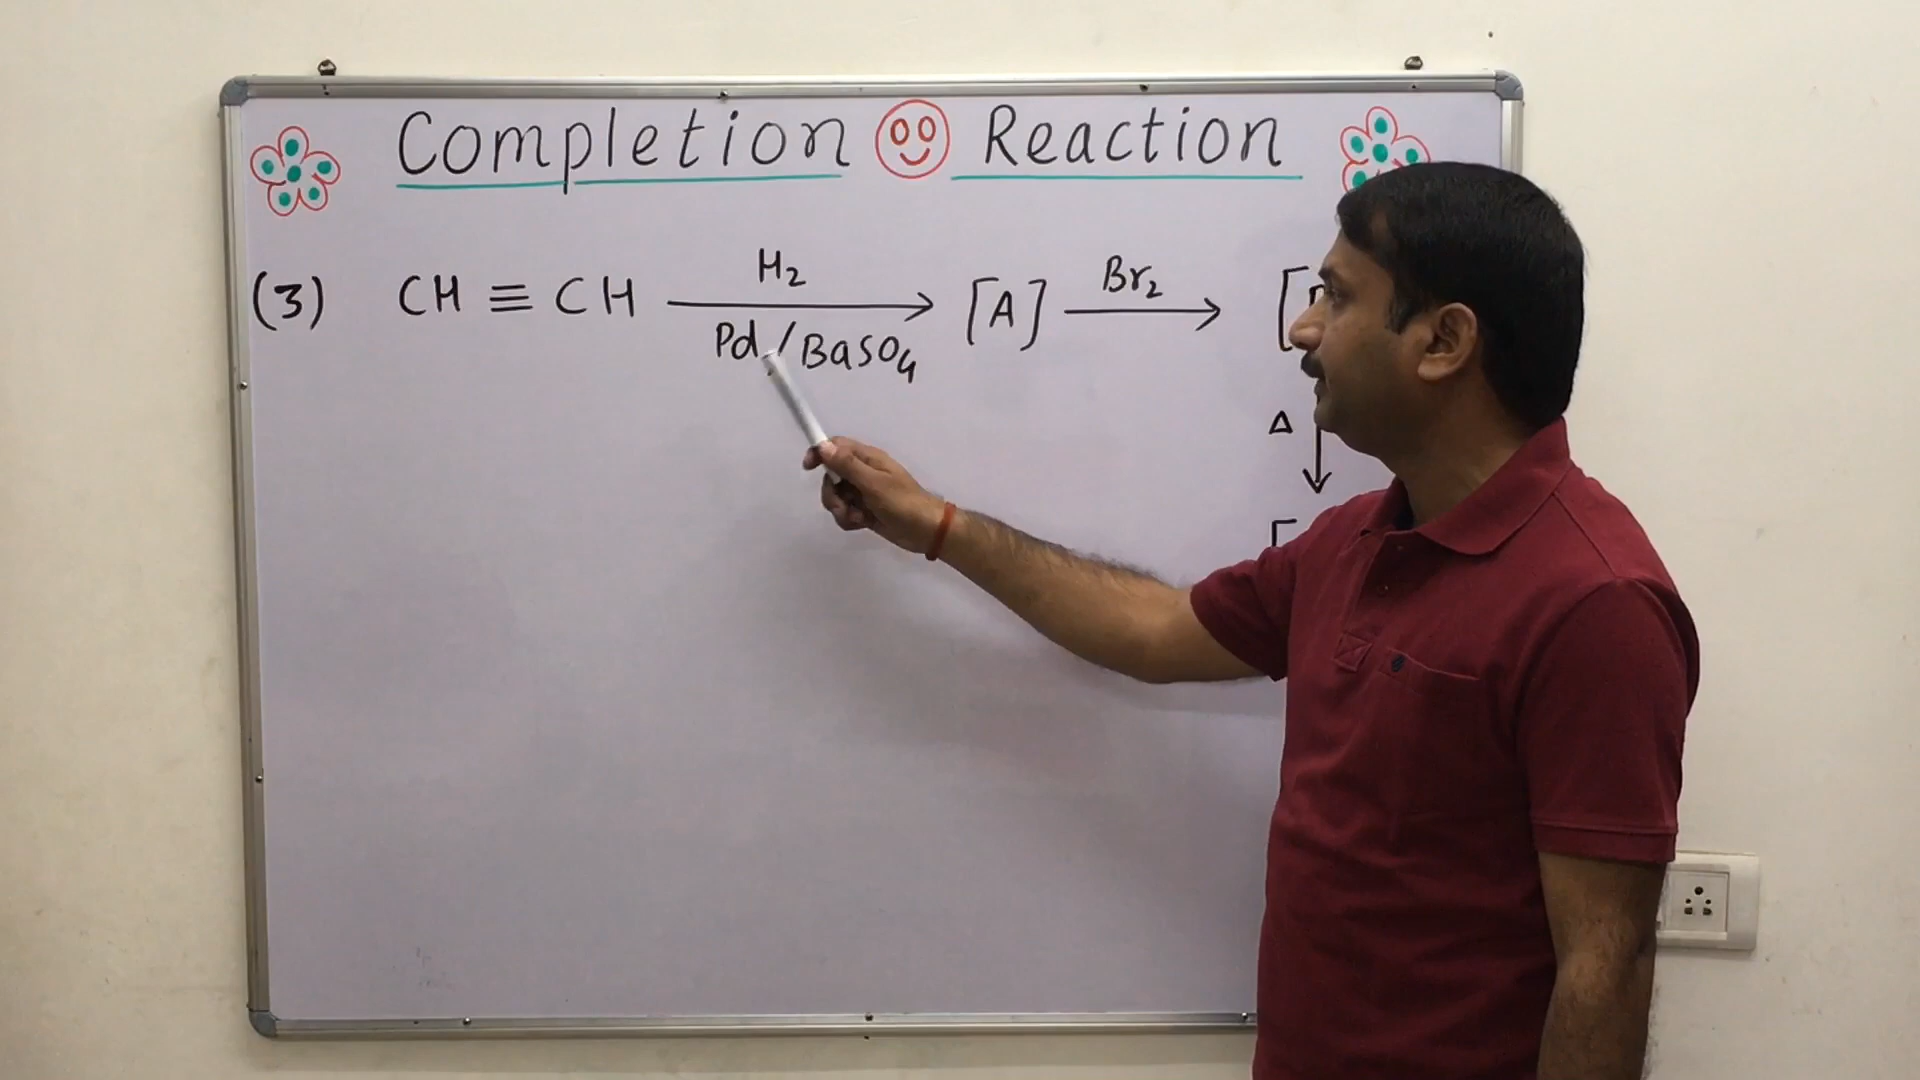 Completion Reaction
(3) CH ≡ CH H₂ Pd/BaSO₄ [A] Br₂ [
Δ
[